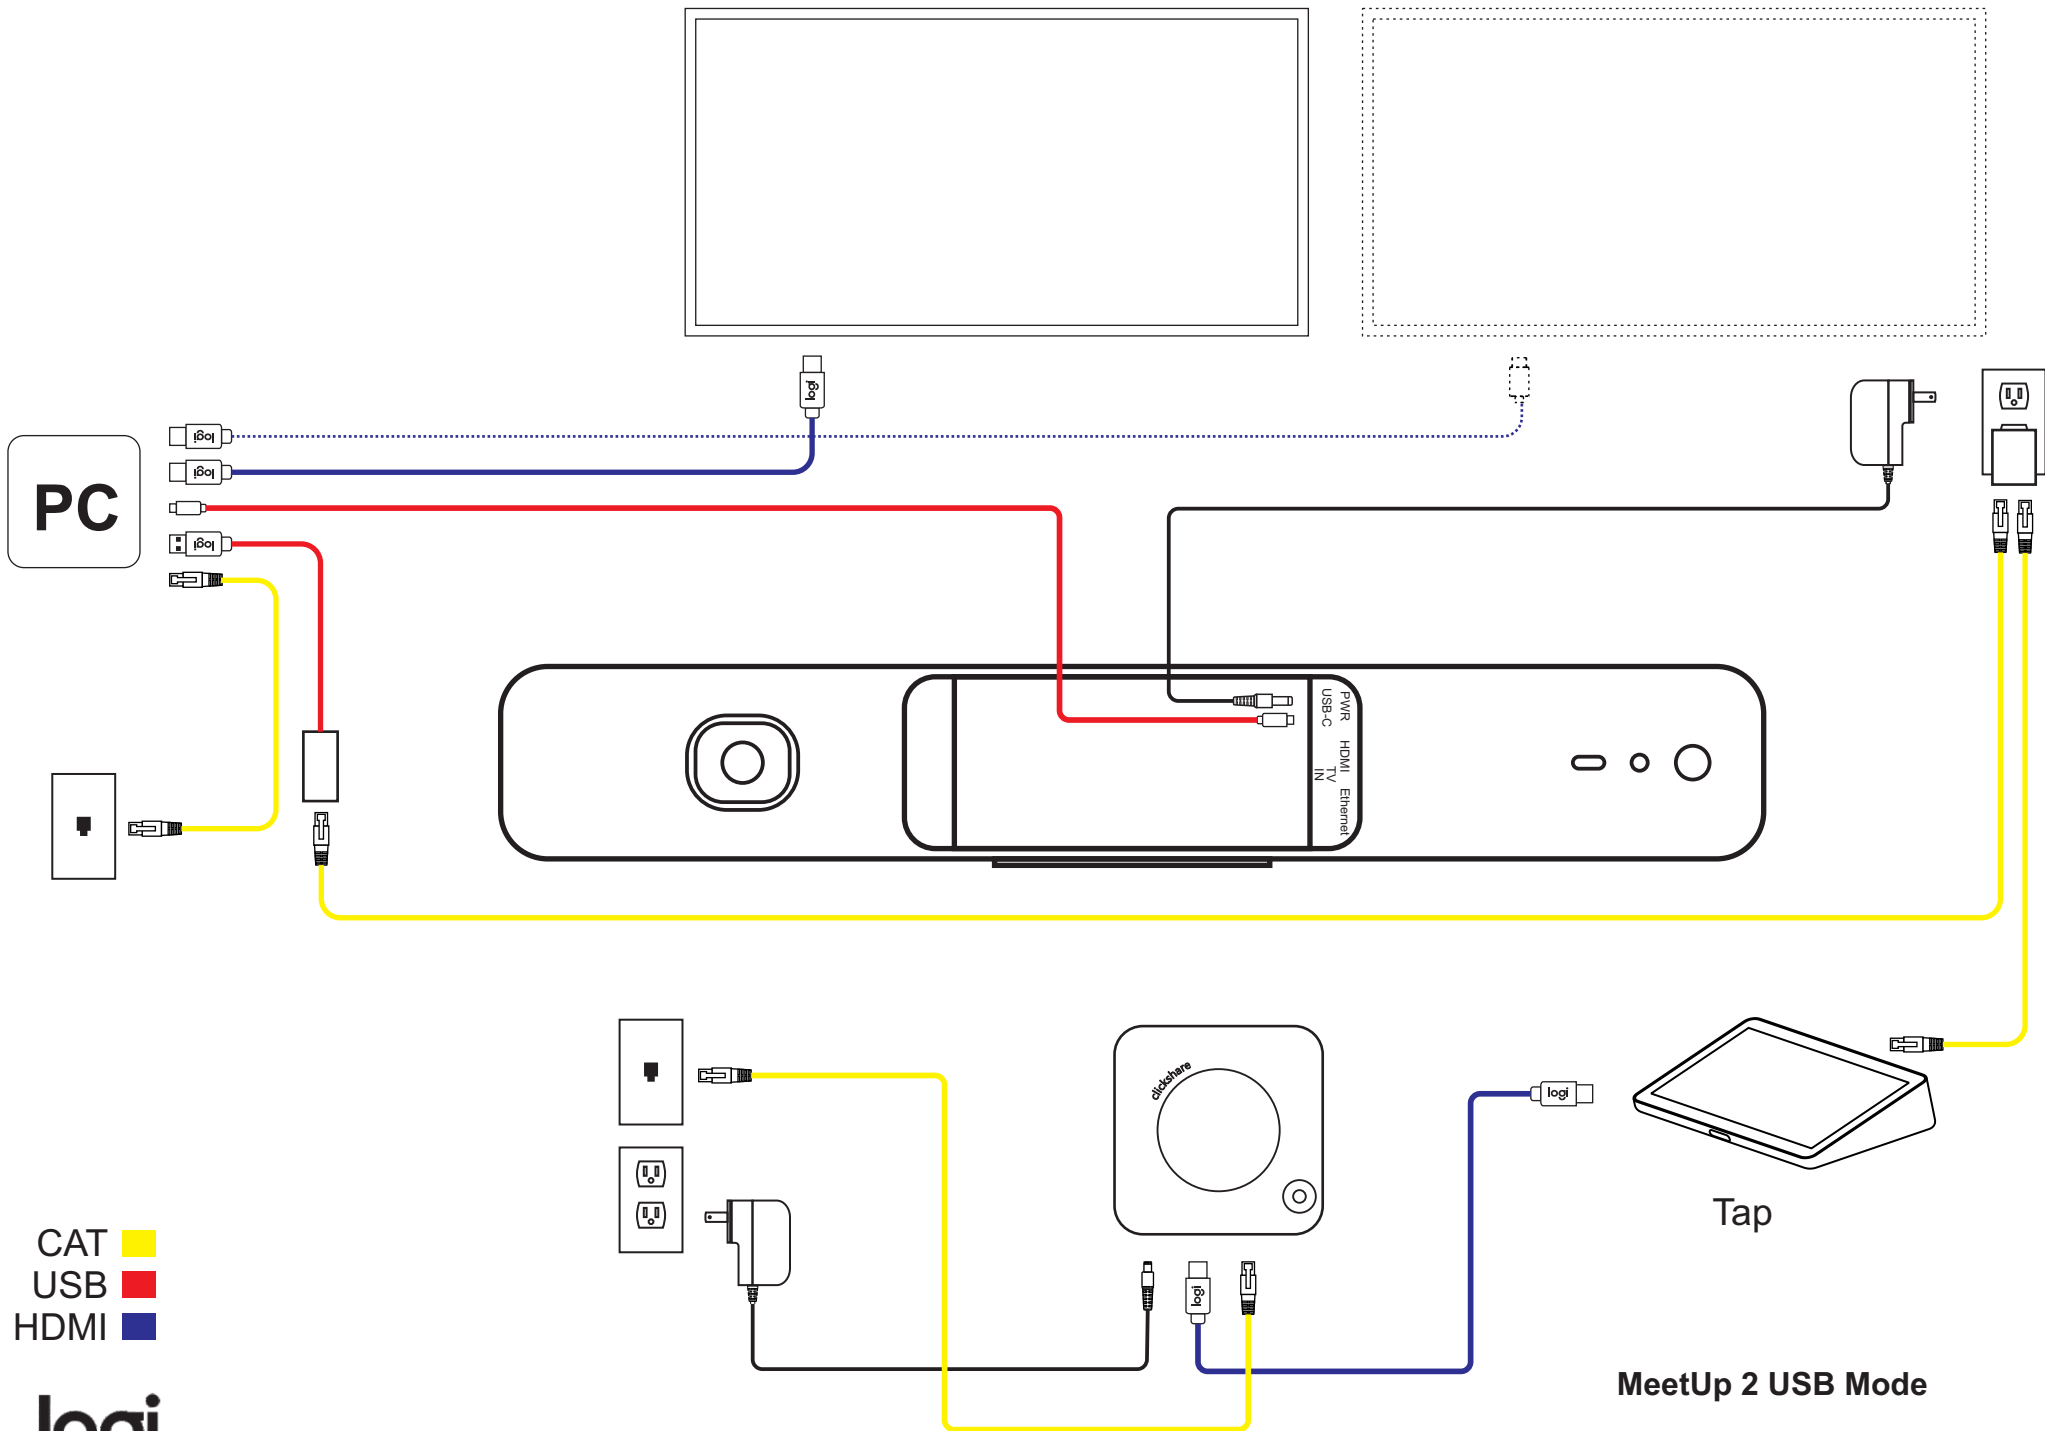 logi
logi
logi
PC
logi
PWR
USB-C
HDMI
TV
IN
Ethernet
clickshare
logi
Tap
logi
CAT
USB
HDMI
MeetUp 2 USB Mode
logi